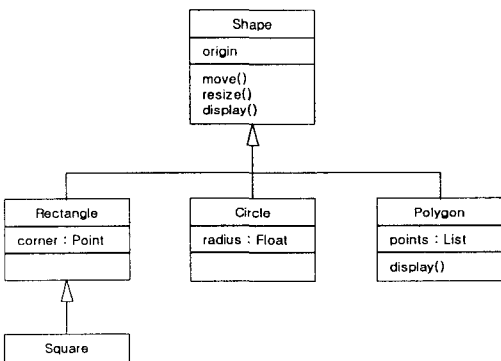 Shape
origin
move()
resize()
display()
Rectangle
corner : Point
Circle
radius : Float
Polygon
points : List
display()
Square